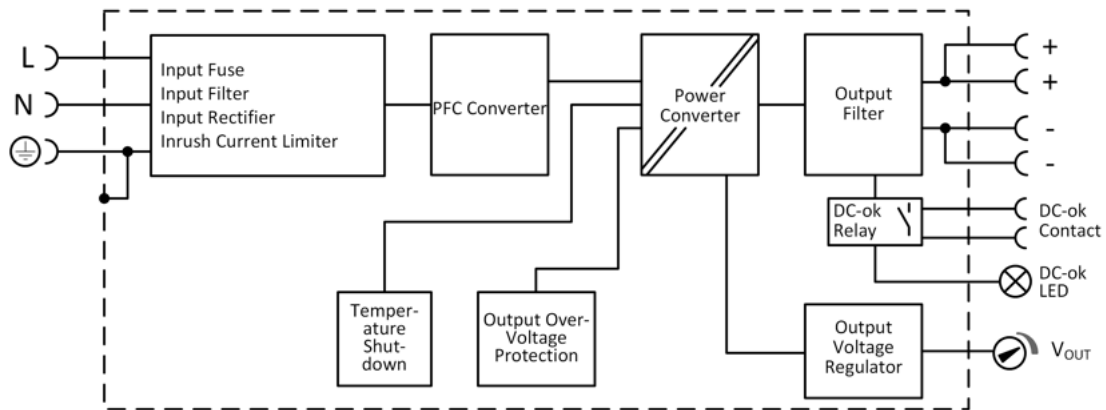 L
N
Input Fuse
Input Filter
Input Rectifier
Inrush Current Limiter
PFC Converter
Power
Converter
Output
Filter
+
+
-
-
DC-ok
Relay
DC-ok
Contact
DC-ok
LED
Temper-
ature
Shut-
down
Output Over-
Voltage
Protection
Output
Voltage
Regulator
VOUT